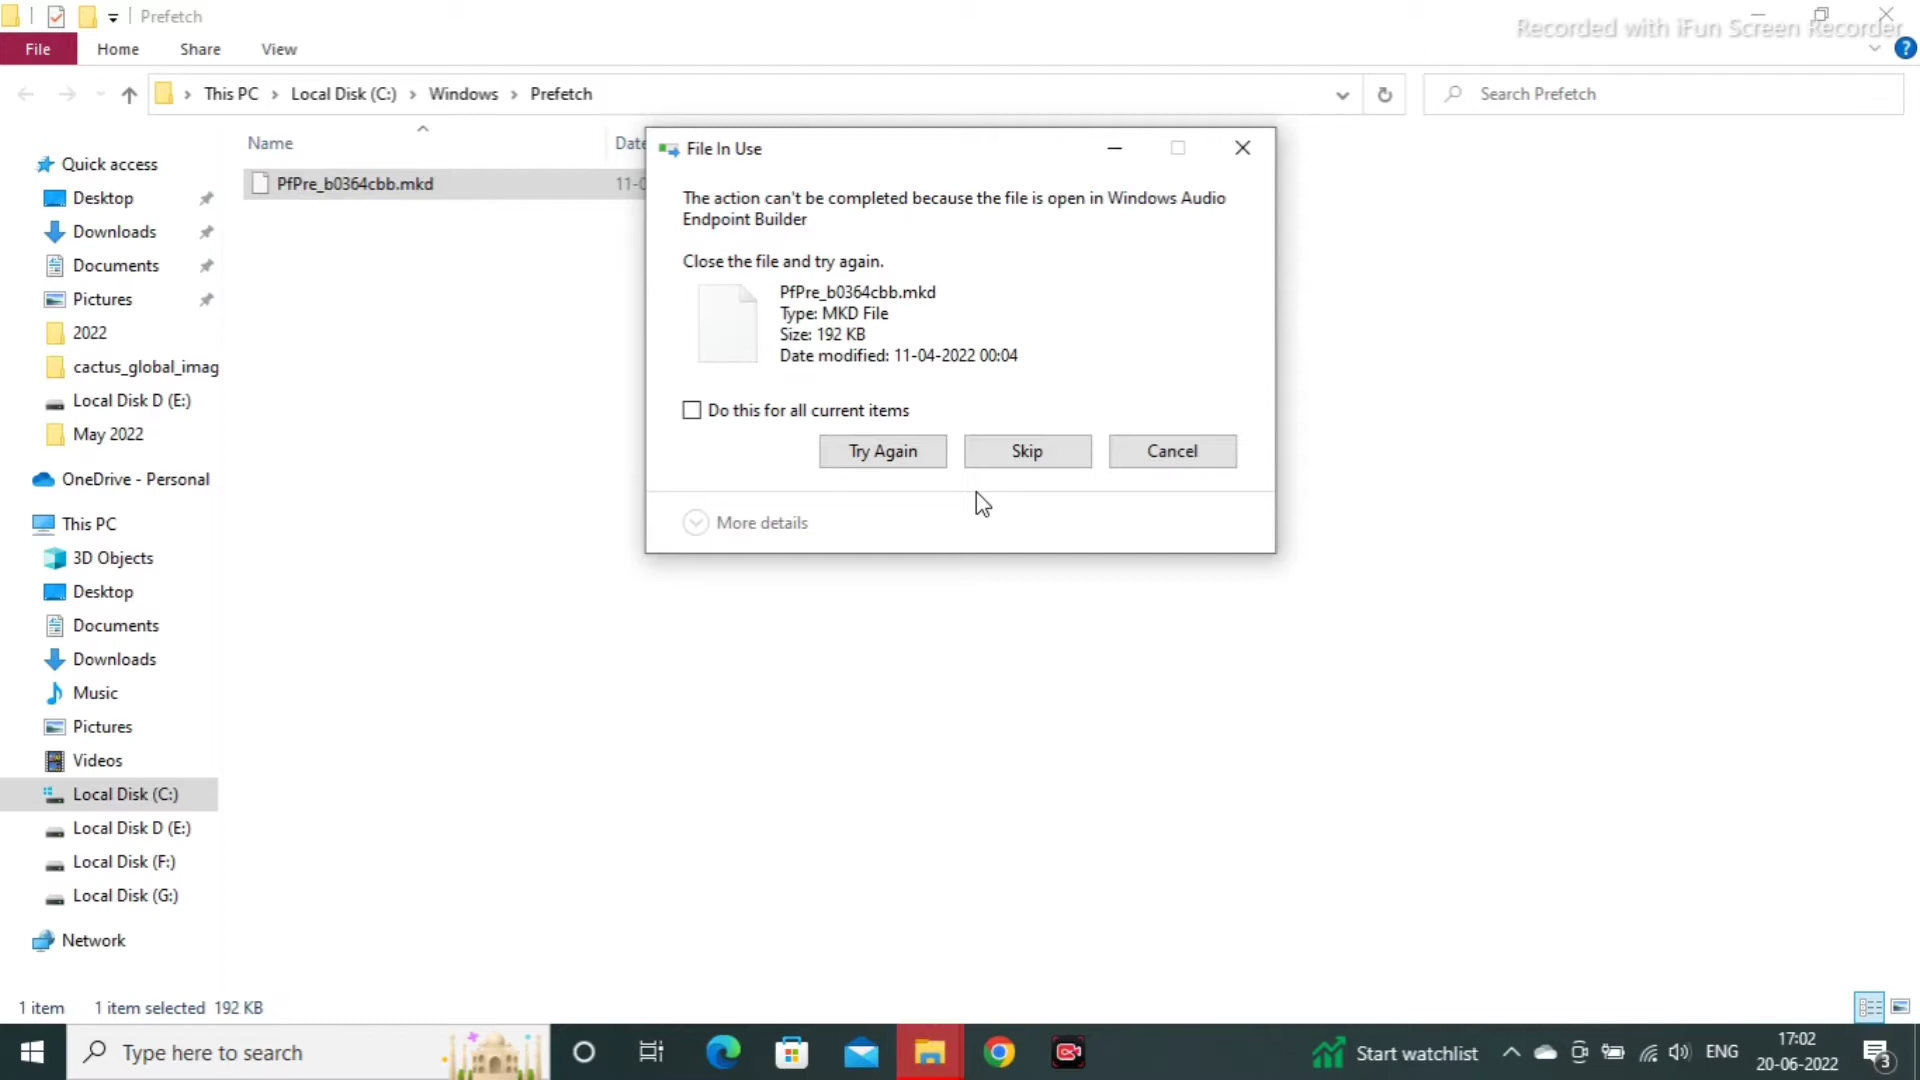 Prefetch
Recorded with iFun Screen Recorder
File
Home
Share
View
?
This PC
Local Disk (C:)
Windows
Prefetch
Search Prefetch
Name
Date
PfPre_b0364cbb.mkd
11-0
Quick access
Desktop
Downloads
Documents
Pictures
2022
cactus_global_imag
Local Disk D (E:)
May 2022
OneDrive - Personal
This PC
3D Objects
Desktop
Documents
Downloads
Music
Pictures
Videos
Local Disk (C:)
Local Disk D (E:)
Local Disk (F:)
Local Disk (G:)
Network
File In Use
The action can't be completed because the file is open in Windows Audio
Endpoint Builder
Close the file and try again.
PfPre_b0364cbb.mkd
Type: MKD File
Size: 192 KB
Date modified: 11-04-2022 00:04
Do this for all current items
Try Again
Skip
Cancel
More details
1 item
1 item selected 192 KB
Type here to search
Start watchlist
ENG
17:02
20-06-2022
3